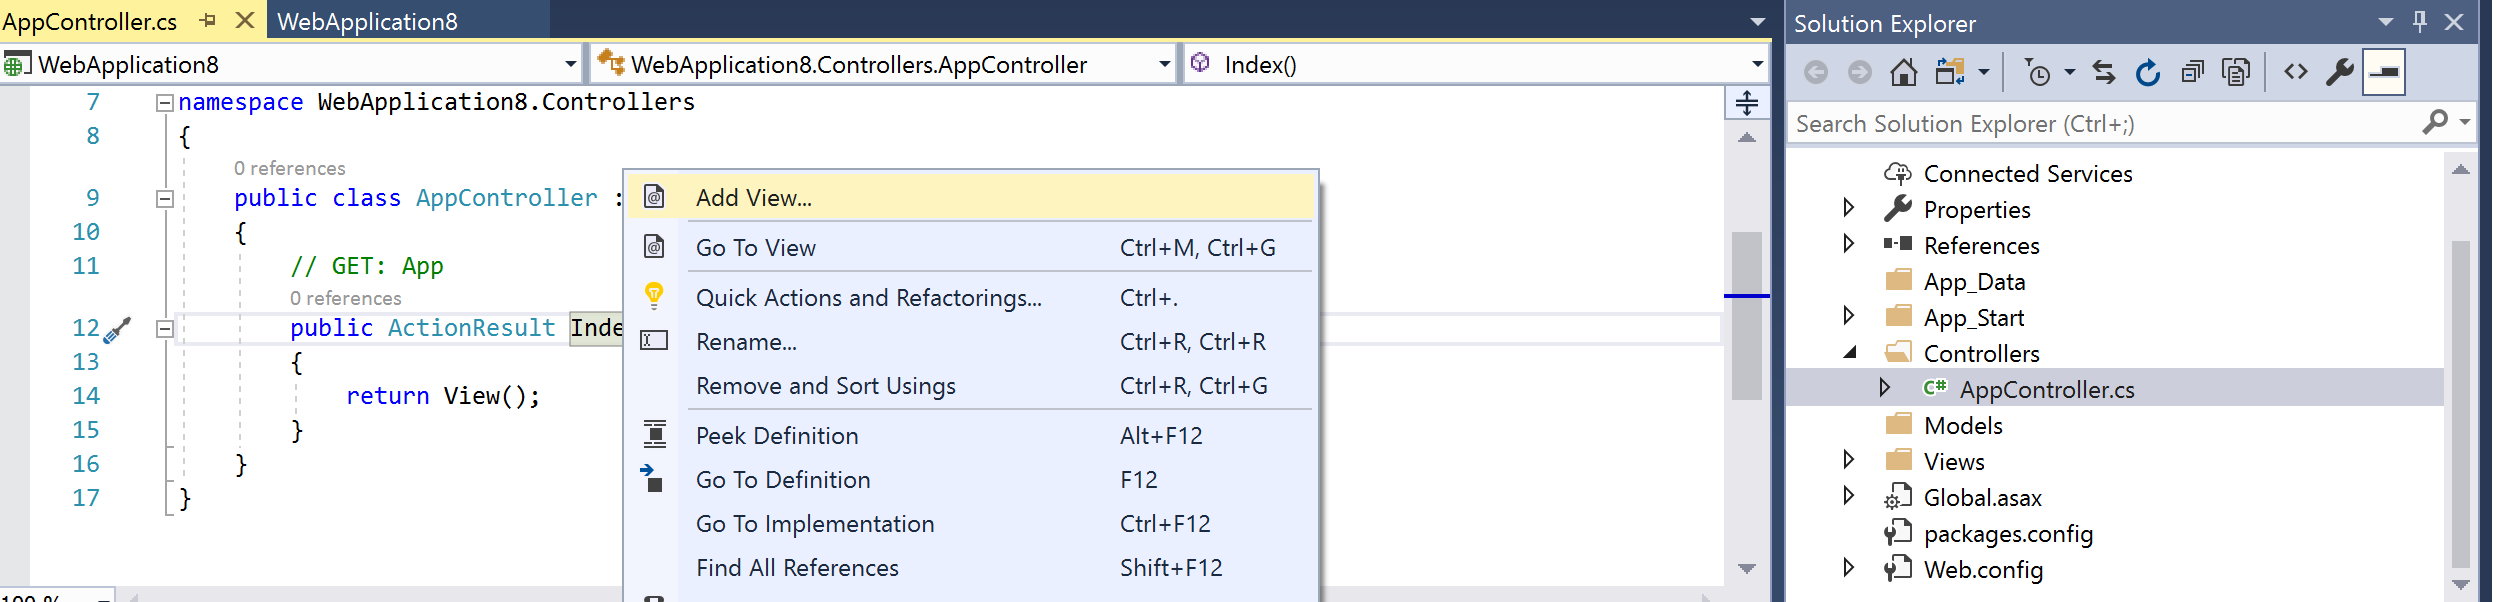 AppController.cs
WebApplication8
WebApplication8
WebApplication8.Controllers.AppController
Index()
7 namespace WebApplication8.Controllers
8 {
0 references
9 public class AppController :
10 {
11 // GET: App
0 references
12 public ActionResult Inde
13 {
14 return View();
15 }
16 }
17 }
Add View...
Go To View Ctrl+M, Ctrl+G
Quick Actions and Refactorings... Ctrl+.
Rename... Ctrl+R, Ctrl+R
Remove and Sort Usings Ctrl+R, Ctrl+G
Peek Definition Alt+F12
Go To Definition F12
Go To Implementation Ctrl+F12
Find All References Shift+F12
Solution Explorer
Search Solution Explorer (Ctrl+;)
Connected Services
Properties
References
App_Data
App_Start
Controllers
C# AppController.cs
Models
Views
Global.asax
packages.config
Web.config